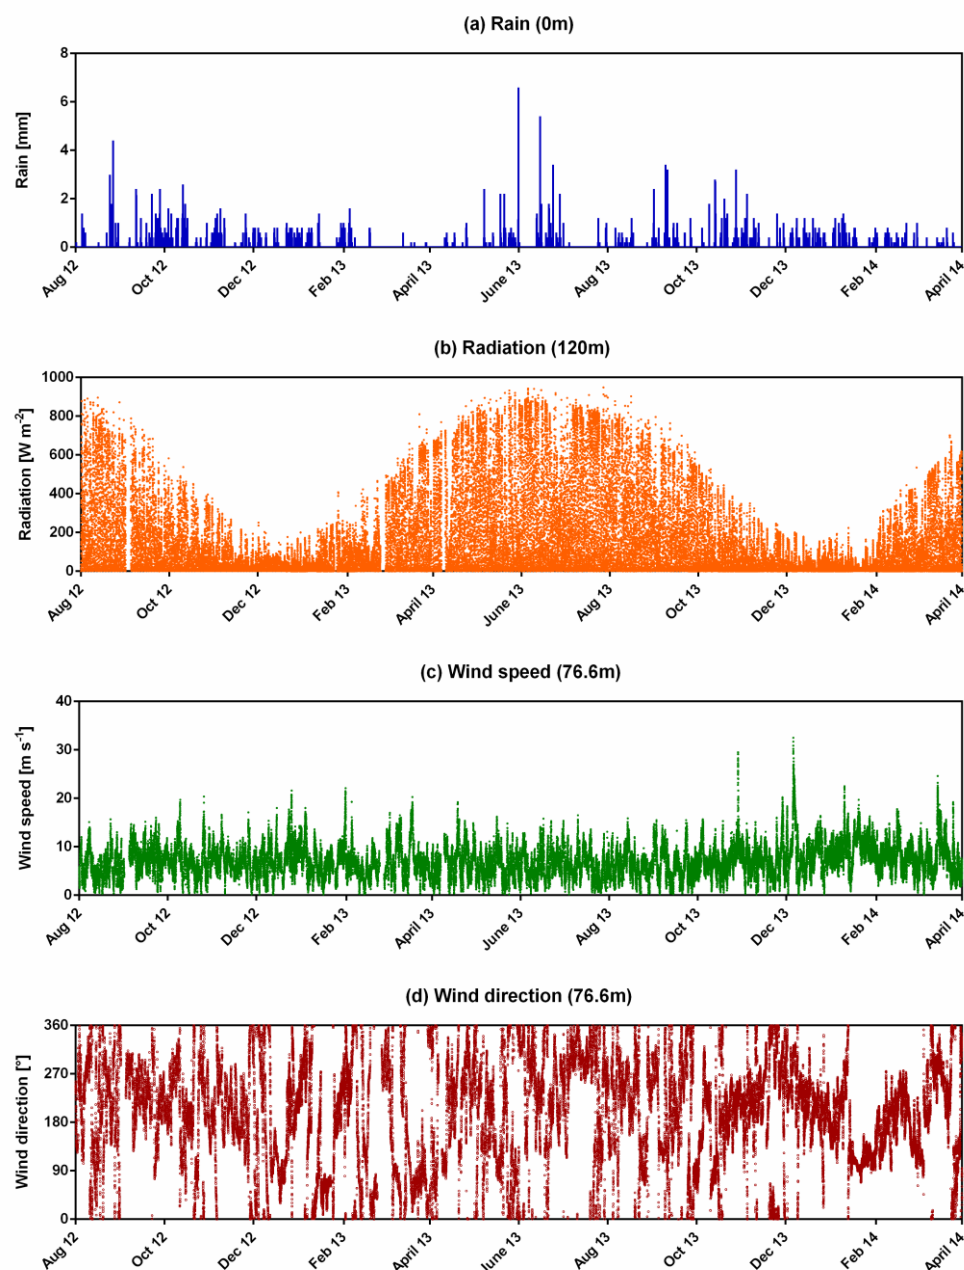 (a) Rain (0m)
Rain [mm]
8
6
4
2
0
Aug 12 Oct 12 Dec 12 Feb 13 April 13 June 13 Aug 13 Oct 13 Dec 13 Feb 14 April 14
(b) Radiation (120m)
Radiation [W m⁻²]
1000
800
600
400
200
0
Aug 12 Oct 12 Dec 12 Feb 13 April 13 June 13 Aug 13 Oct 13 Dec 13 Feb 14 April 14
(c) Wind speed (76.6m)
Wind speed [m s⁻¹]
40
30
20
10
0
Aug 12 Oct 12 Dec 12 Feb 13 April 13 June 13 Aug 13 Oct 13 Dec 13 Feb 14 April 14
(d) Wind direction (76.6m)
Wind direction [°]
360
270
180
90
0
Aug 12 Oct 12 Dec 12 Feb 13 April 13 June 13 Aug 13 Oct 13 Dec 13 Feb 14 April 14